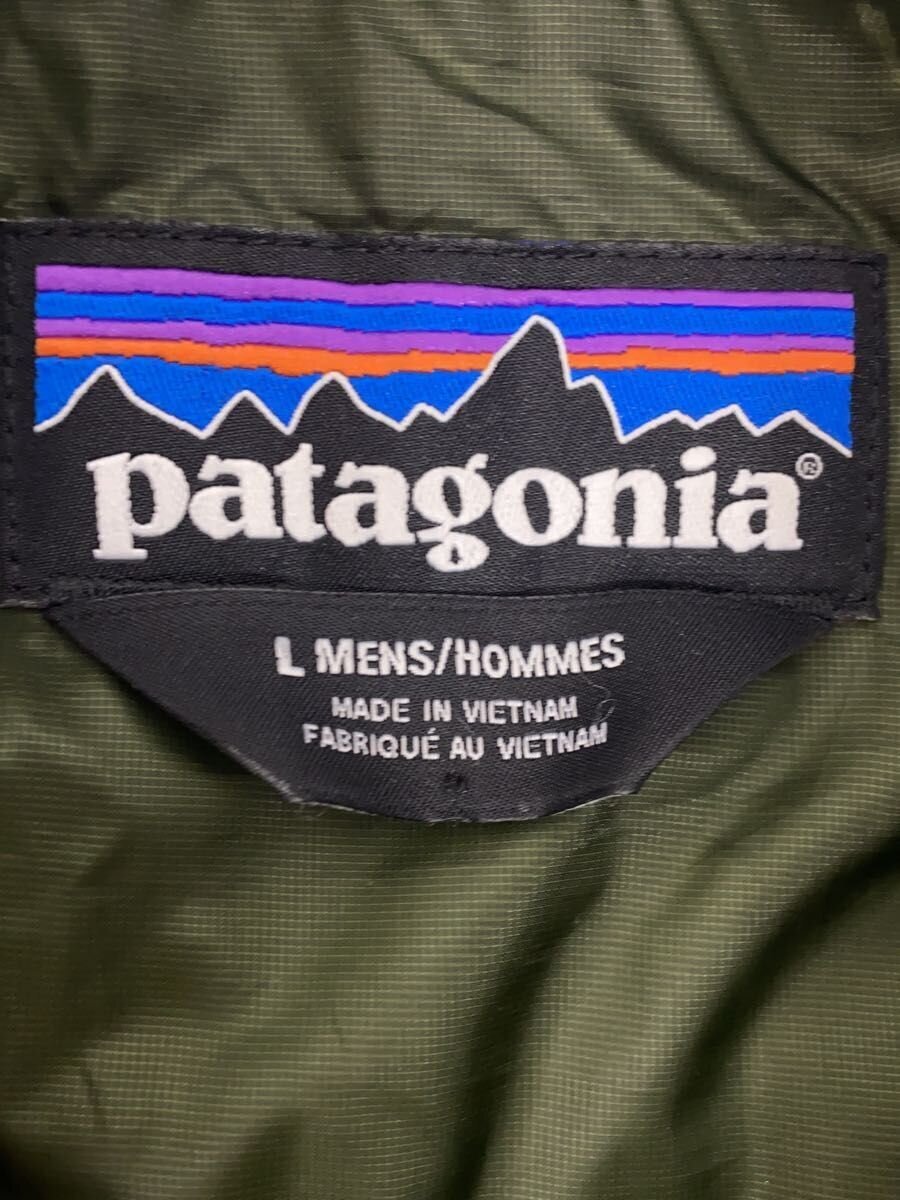 patagonia®
L MENS/HOMMES
MADE IN VIETNAM
FABRIQUÉ AU VIETNAM